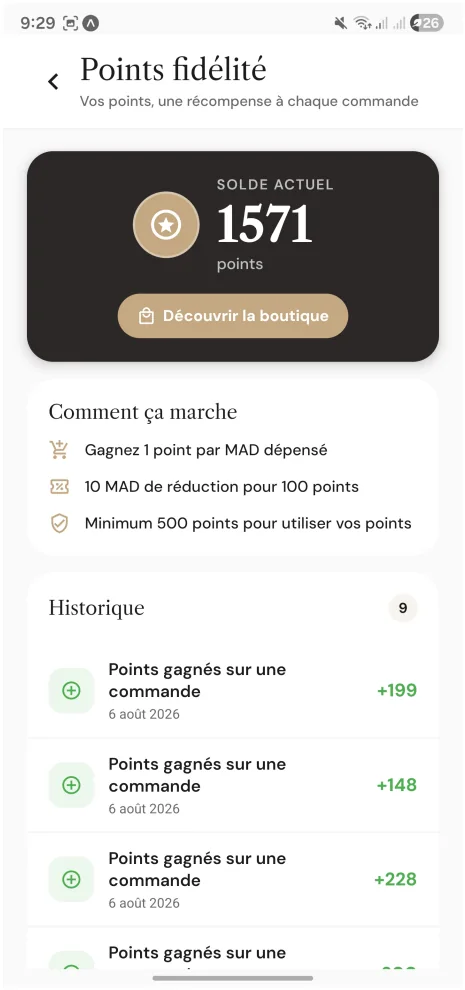 9:29
26
Points fidélité
Vos points, une récompense à chaque commande
SOLDE ACTUEL
1571
points
Découvrir la boutique
Comment ça marche
Gagnez 1 point par MAD dépensé
10 MAD de réduction pour 100 points
Minimum 500 points pour utiliser vos points
Historique
9
Points gagnés sur une
commande
6 août 2026
+199
Points gagnés sur une
commande
6 août 2026
+148
Points gagnés sur une
commande
6 août 2026
+228
Points gagnés sur une